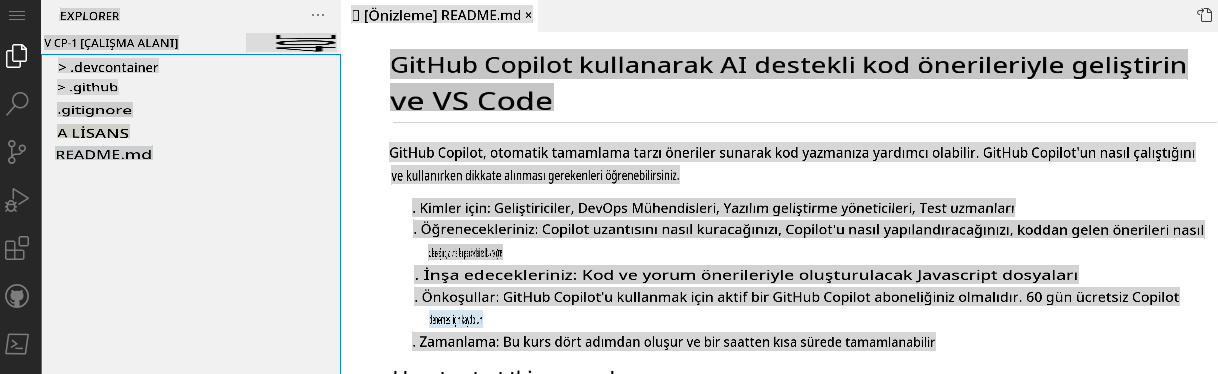 EXPLORER
[Önizleme] README.md ×
V CP-1 [ÇALIŞMA ALANI]
> .devcontainer
> .github
.gitignore
A LİSANS
README.md
GitHub Copilot kullanarak AI destekli kod önerileriyle geliştirin
ve VS Code
GitHub Copilot, otomatik tamamlama tarzı öneriler sunarak kod yazmanıza yardımcı olabilir. GitHub Copilot'un nasıl çalıştığını
ve kullanırken dikkate alınması gerekenleri öğrenebilirsiniz.
. Kimler için: Geliştiriciler, DevOps Mühendisleri, Yazılım geliştirme yöneticileri, Test uzmanları
. Öğrenecekleriniz: Copilot uzantısını nasıl kuracağınızı, Copilot'u nasıl yapılandıracağınızı, koddan gelen önerileri nasıl
. İnşa edecekleriniz: Kod ve yorum önerileriyle oluşturulacak Javascript dosyaları
. Önkoşullar: GitHub Copilot'u kullanmak için aktif bir GitHub Copilot aboneliğiniz olmalıdır. 60 gün ücretsiz Copilot
. Zamanlama: Bu kurs dört adımdan oluşur ve bir saatten kısa sürede tamamlanabilir